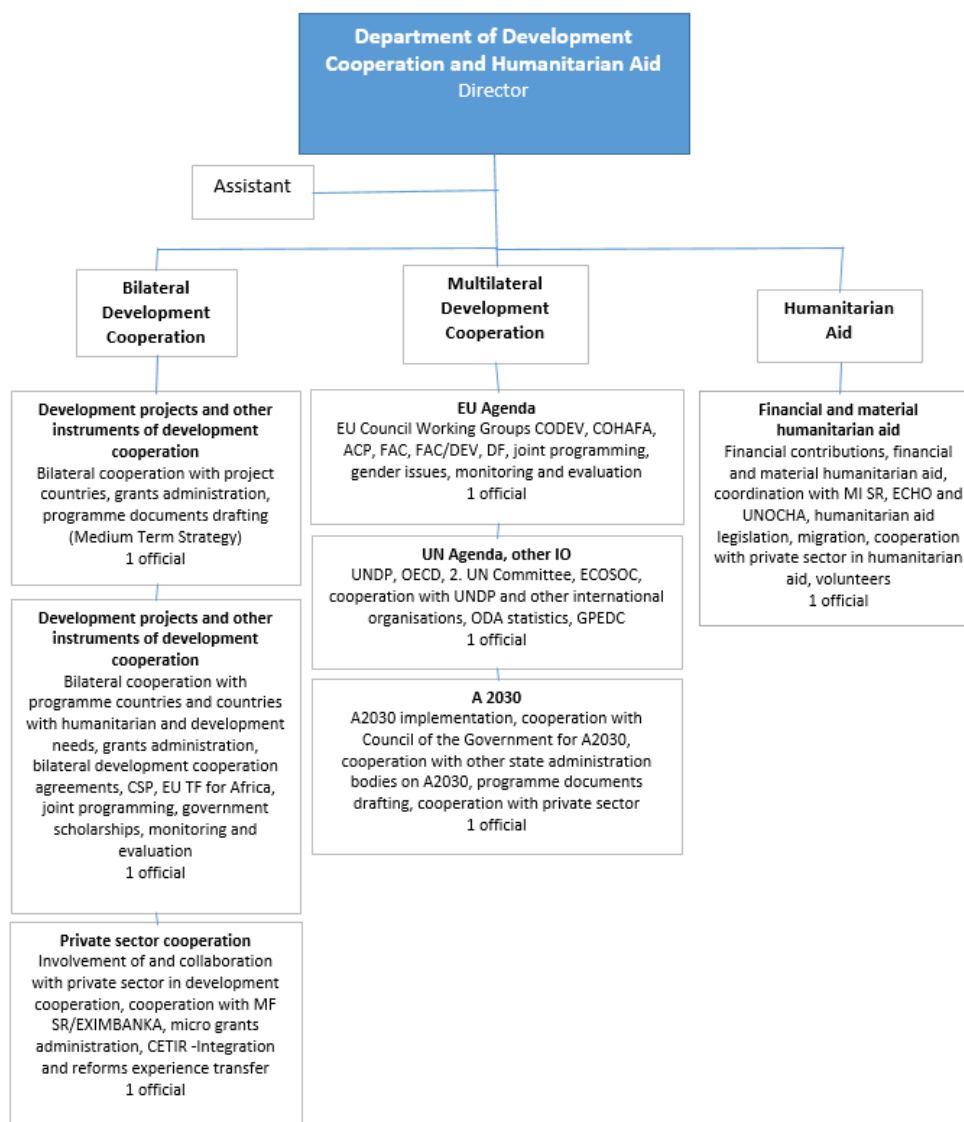 Department of Development
Cooperation and Humanitarian Aid
Director
Assistant
Bilateral
Development
Cooperation
Multilateral
Development
Cooperation
Humanitarian
Aid
Development projects and other
instruments of development
cooperation
Bilateral cooperation with project
countries, grants administration,
programme documents drafting
(Medium Term Strategy)
1 official
Development projects and other
instruments of development
cooperation
Bilateral cooperation with
programme countries and countries
with humanitarian and development
needs, grants administration,
bilateral development cooperation
agreements, CSP, EU TF for Africa,
joint programming, government
scholarships, monitoring and
evaluation
1 official
Private sector cooperation
Involvement of and collaboration
with private sector in development
cooperation, cooperation with MF
SR/EXIMBANKA, micro grants
administration, CETIR -Integration
and reforms experience transfer
1 official
EU Agenda
EU Council Working Groups CODEV, COHAFA,
ACP, FAC, FAC/DEV, DF, joint programming,
gender issues, monitoring and evaluation
1 official
UN Agenda, other IO
UNDP, OECD, 2. UN Committee, ECOSOC,
cooperation with UNDP and other international
organisations, ODA statistics, GPEDC
1 official
A 2030
A2030 implementation, cooperation with
Council of the Government for A2030,
cooperation with other state administration
bodies on A2030, programme documents
drafting, cooperation with private sector
1 official
Financial and material
humanitarian aid
Financial contributions, financial
and material humanitarian aid,
coordination with MI SR, ECHO and
UNOCHA, humanitarian aid
legislation, migration, cooperation
with private sector in humanitarian
aid, volunteers
1 official